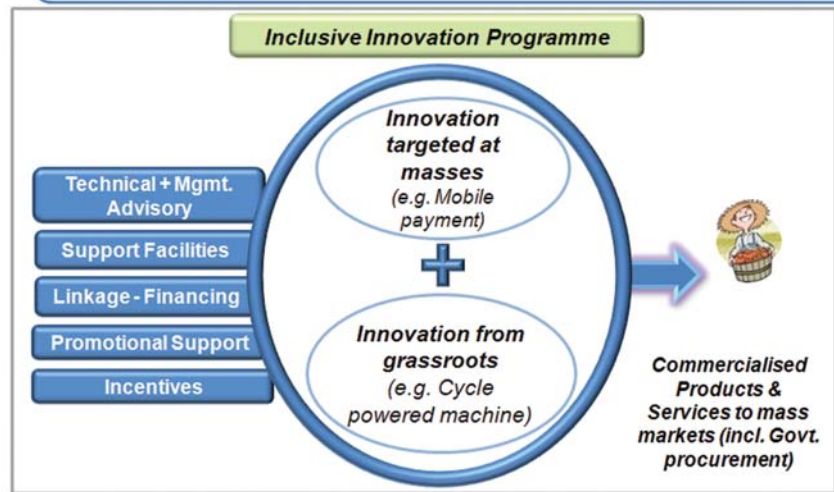 Inclusive Innovation Programme
Technical + Mgmt.
Advisory
Support Facilities
Linkage - Financing
Promotional Support
Incentives
Innovation
targeted at
masses
(e.g. Mobile
payment)
+
Innovation from
grassroots
(e.g. Cycle
powered machine)
Commercialised
Products &
Services to mass
markets (incl. Govt.
procurement)